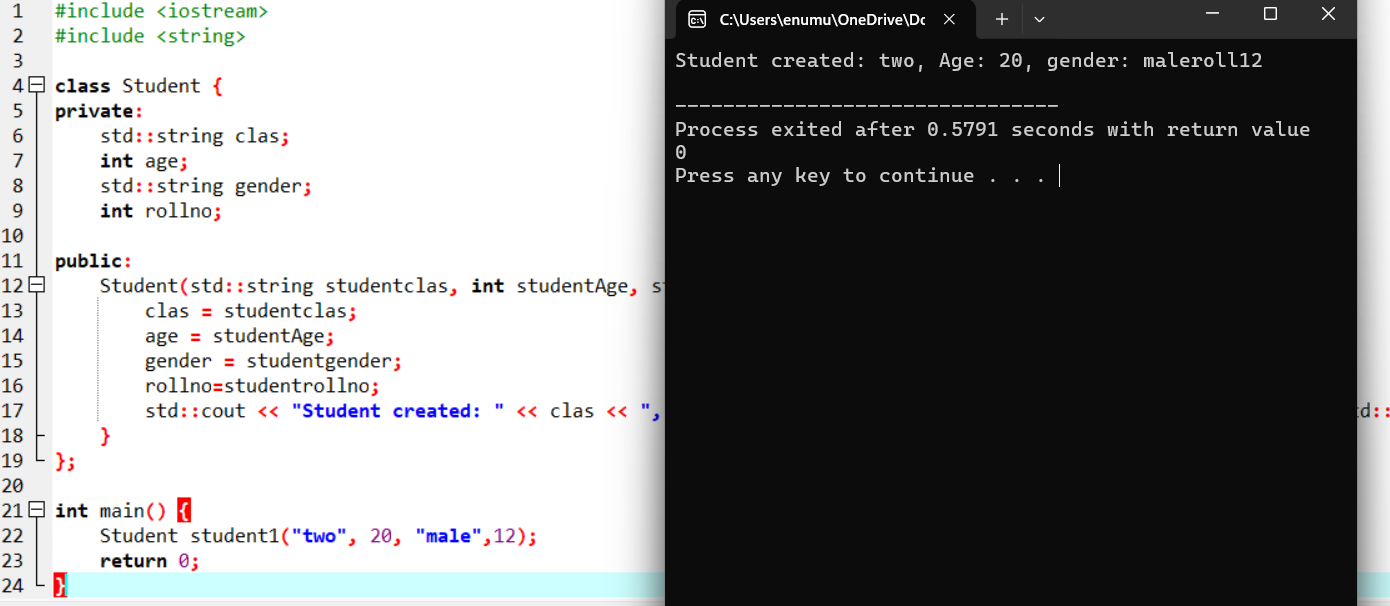 1 #include <iostream>
2 #include <string>
3
4 class Student {
5 private:
6 std::string clas;
7 int age;
8 std::string gender;
9 int rollno;
10
11 public:
12 Student(std::string studentclas, int studentAge, s
13 clas = studentclas;
14 age = studentAge;
15 gender = studentgender;
16 rollno=studentrollno;
17 std::cout << "Student created: " << clas << ", d::
18 }
19 };
20
21 int main() {
22 Student student1("two", 20, "male",12);
23 return 0;
24 }
C:\Users\enumu\OneDrive\Dc
Student created: two, Age: 20, gender: maleroll12
--------------------------------
Process exited after 0.5791 seconds with return value
0
Press any key to continue . . .